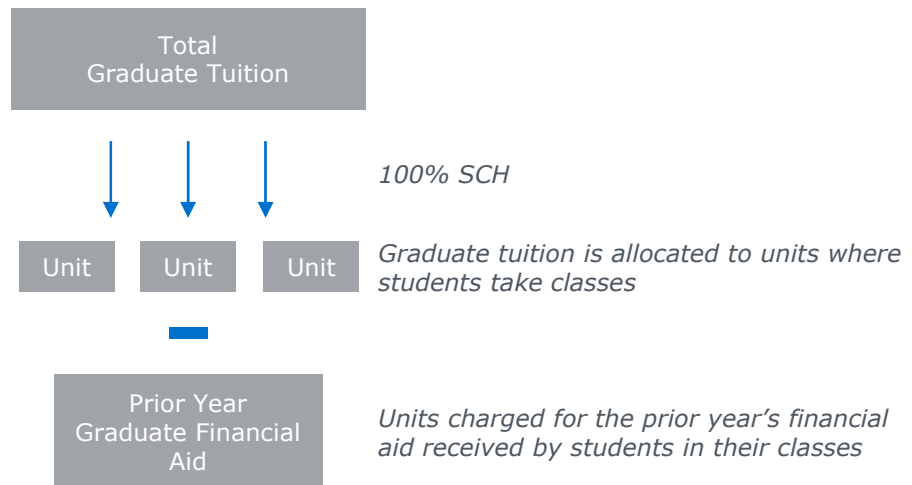 Total
Graduate Tuition
100% SCH
Unit
Unit
Unit
Graduate tuition is allocated to units where
students take classes
Prior Year
Graduate Financial
Aid
Units charged for the prior year’s financial
aid received by students in their classes